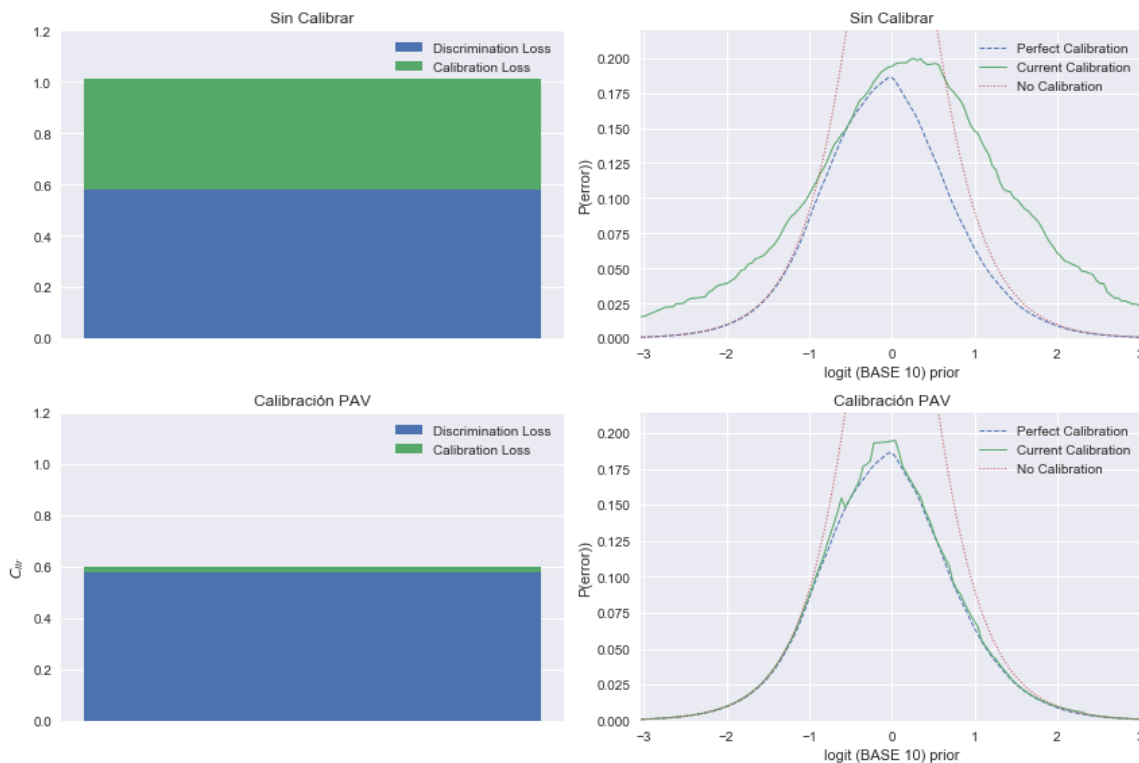 Sin Calibrar
1.2
1.0
0.8
0.6
0.4
0.2
0.0
Discrimination Loss
Calibration Loss
Sin Calibrar
P(error))
0.200
0.175
0.150
0.125
0.100
0.075
0.050
0.025
0.000
Perfect Calibration
Current Calibration
No Calibration
−3 −2 −1 0 1 2 3
logit (BASE 10) prior
Calibración PAV
C_llr
1.2
1.0
0.8
0.6
0.4
0.2
0.0
Discrimination Loss
Calibration Loss
Calibración PAV
P(error))
0.200
0.175
0.150
0.125
0.100
0.075
0.050
0.025
0.000
Perfect Calibration
Current Calibration
No Calibration
−3 −2 −1 0 1 2 3
logit (BASE 10) prior